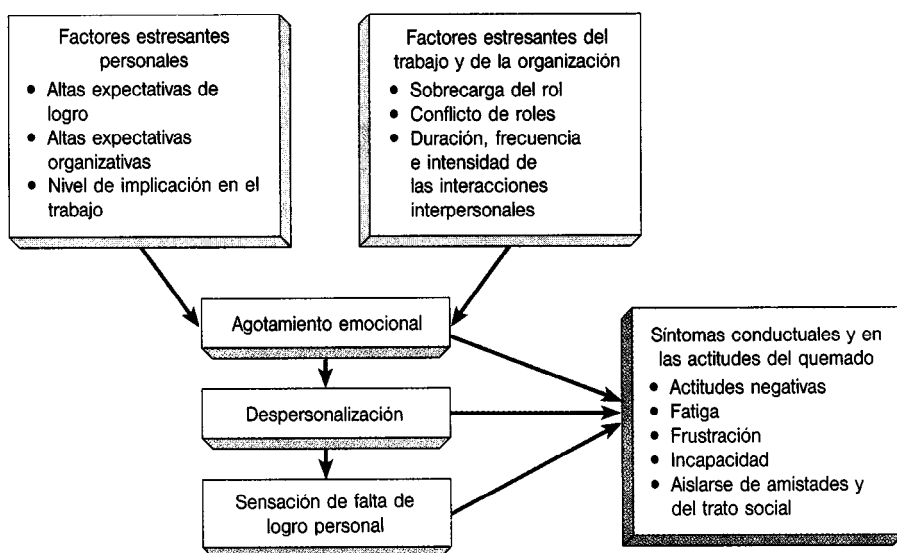 Factores estresantes
personales
• Altas expectativas de
logro
• Altas expectativas
organizativas
• Nivel de implicación en el
trabajo
Factores estresantes del
trabajo y de la organización
• Sobrecarga del rol
• Conflicto de roles
• Duración, frecuencia
e intensidad de
las interacciones
interpersonales
Agotamiento emocional
Despersonalización
Sensación de falta de
logro personal
Síntomas conductuales y en
las actitudes del quemado
• Actitudes negativas
• Fatiga
• Frustración
• Incapacidad
• Aislarse de amistades y
del trato social